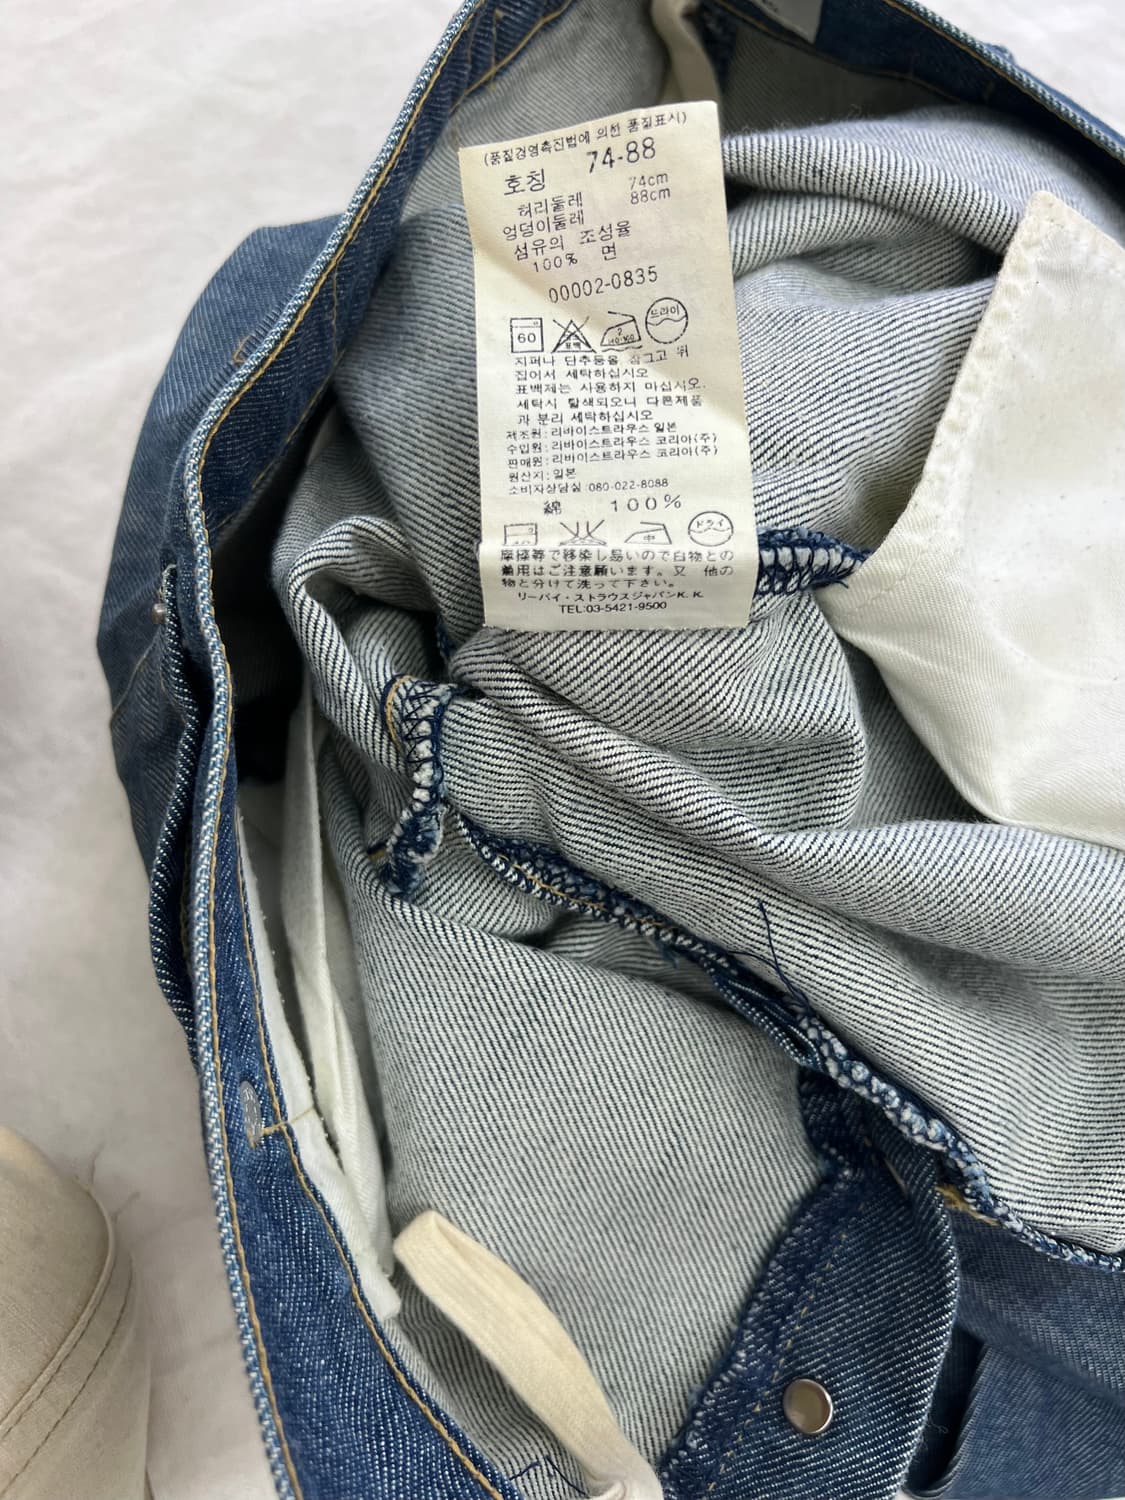 (품질경영촉진법에 의한 품질표시)
호칭 74-88
허리둘레 74cm
엉덩이둘레 88cm
섬유의 조성율
100% 면
00002-0835
60 표백 드라이
지퍼나 단추등을 잠그고 뒤
집어서 세탁하십시오
표백제는 사용하지 마십시오.
세탁시 탈색되오니 다른제품
과 분리 세탁하십시오
제조원: 리바이스트라우스 일본
수입원: 리바이스트라우스 코리아(주)
판매원: 리바이스트라우스 코리아(주)
원산지: 일본
소비자상담실:080-022-8088
綿 100%
中 ドライ
摩擦等で移染し易いので白物との
着用はご注意願います。又 他の
物と分けて洗って下さい。
リーバイ・ストラウスジャパンK.K.
TEL:03-5421-9500